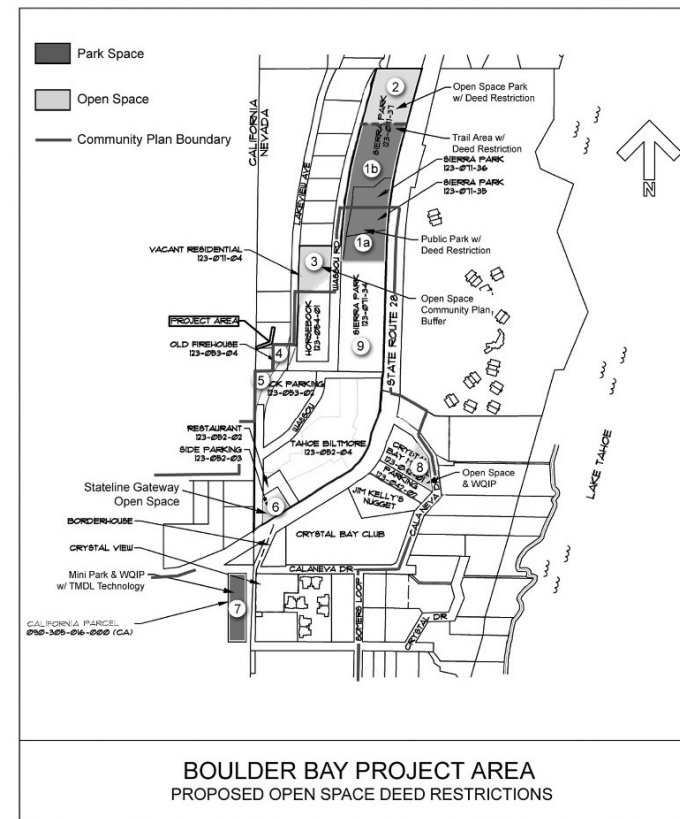 Park Space
Open Space
Community Plan Boundary
CALIFORNIA
NEVADA
LAKEVIEW AVE
2
Open Space Park
w/ Deed Restriction
SIERRA PARK
123-071-37
Trail Area w/
Deed Restriction
1b
SIERRA PARK
123-071-36
SIERRA PARK
123-071-35
N
1a
Public Park w/
Deed Restriction
VACANT RESIDENTIAL
123-071-04
3
WASSOU RD
STATE ROUTE 28
Open Space
Community Plan
Buffer
HORSEBOOK
123-054-01
SIERRA PARK
123-071-34
9
PROJECT AREA
OLD FIREHOUSE
123-053-04
4
5
CK PARKING
123-053-02
WASSOU
RESTAURANT
123-052-02
SIDE PARKING
123-052-03
TAHOE BILTMORE
123-052-04
8
PARKING
Open Space
& WQIP
LAKE TAHOE
Stateline Gateway
Open Space
6
JIM KELLY'S
NUGGET
CALANEVA D
BORDERHOUSE
CRYSTAL BAY CLUB
CRYSTAL VIEW
CALANEVA DR
Mini Park & WQIP
w/ TMDL Technology
7
SOMERS LOOP
CRYSTAL DR
CALIFORNIA PARCEL
090-305-016-000 (CA)
BOULDER BAY PROJECT AREA
PROPOSED OPEN SPACE DEED RESTRICTIONS